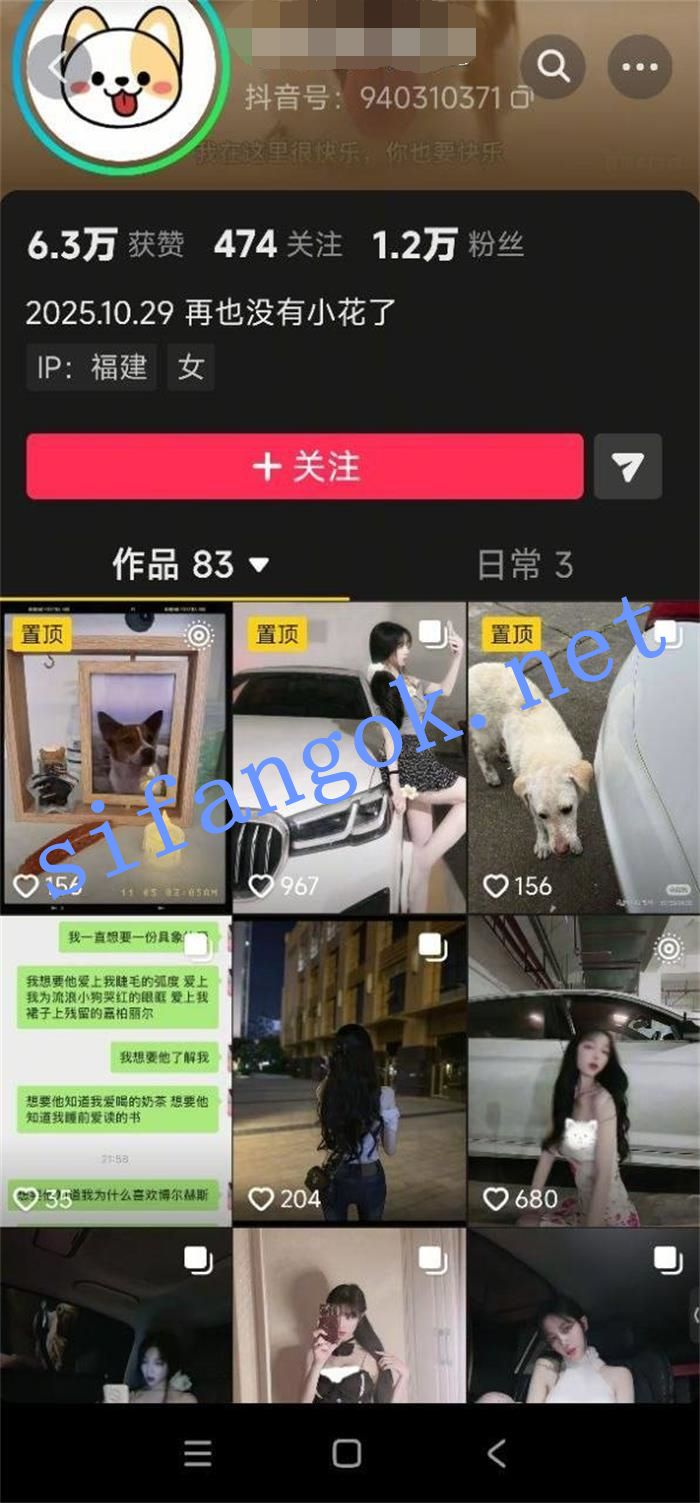 抖音号：940310371
我在这里很快乐，你也要快乐
6.3万 获赞 474 关注 1.2万 粉丝
2025.10.29 再也没有小花了
IP：福建 女
+ 关注
作品 83 日常 3
置顶 置顶 置顶
sifangok.net
156 967 156
11 05 02:05AM
我一直想要一份具象
我想要他爱上我睫毛的弧度 爱上
我为流浪小狗哭红的眼眶 爱上我
裙子上残留的嘉柏丽尔
我想要他了解我
想要他知道我爱喝的奶茶 想要他
知道我睡前爱读的书
21:58
知道我为什么喜欢博尔赫斯
35 204 680